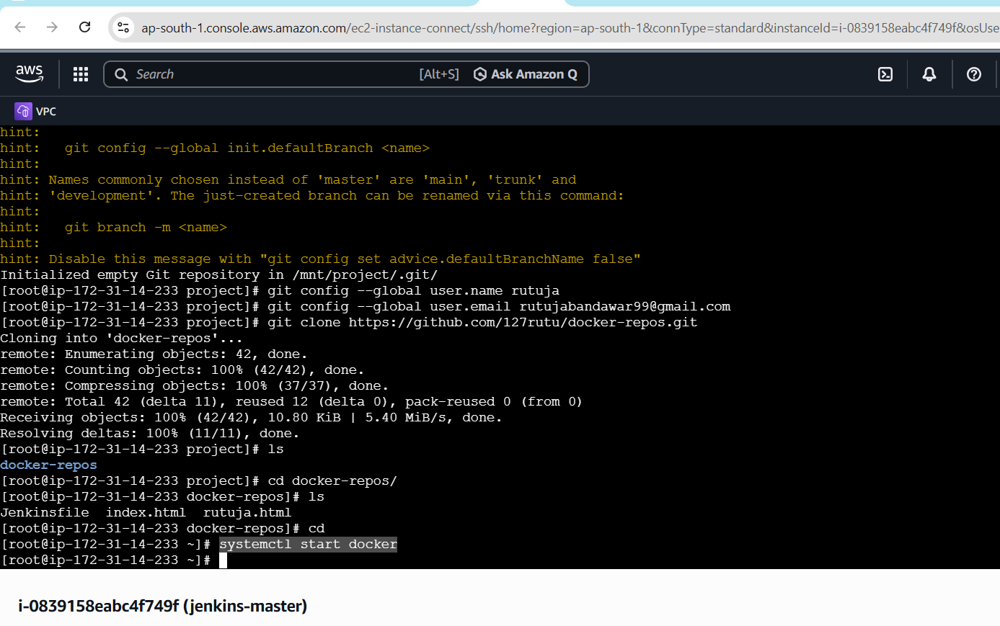 ap-south-1.console.aws.amazon.com/ec2-instance-connect/ssh/home?region=ap-south-1&connType=standard&instanceId=i-0839158eabc4f749f&osUse
aws
Search [Alt+S] Ask Amazon Q
VPC
hint:
hint:   git config --global init.defaultBranch <name>
hint:
hint: Names commonly chosen instead of 'master' are 'main', 'trunk' and
hint: 'development'. The just-created branch can be renamed via this command:
hint:
hint:   git branch -m <name>
hint:
hint: Disable this message with "git config set advice.defaultBranchName false"
Initialized empty Git repository in /mnt/project/.git/
[root@ip-172-31-14-233 project]# git config --global user.name rutuja
[root@ip-172-31-14-233 project]# git config --global user.email rutujabandawar99@gmail.com
[root@ip-172-31-14-233 project]# git clone https://github.com/127rutu/docker-repos.git
Cloning into 'docker-repos'...
remote: Enumerating objects: 42, done.
remote: Counting objects: 100% (42/42), done.
remote: Compressing objects: 100% (37/37), done.
remote: Total 42 (delta 11), reused 12 (delta 0), pack-reused 0 (from 0)
Receiving objects: 100% (42/42), 10.80 KiB | 5.40 MiB/s, done.
Resolving deltas: 100% (11/11), done.
[root@ip-172-31-14-233 project]# ls
docker-repos
[root@ip-172-31-14-233 project]# cd docker-repos/
[root@ip-172-31-14-233 docker-repos]# ls
Jenkinsfile  index.html  rutuja.html
[root@ip-172-31-14-233 docker-repos]# cd
[root@ip-172-31-14-233 ~]# systemctl start docker
[root@ip-172-31-14-233 ~]#
i-0839158eabc4f749f (jenkins-master)